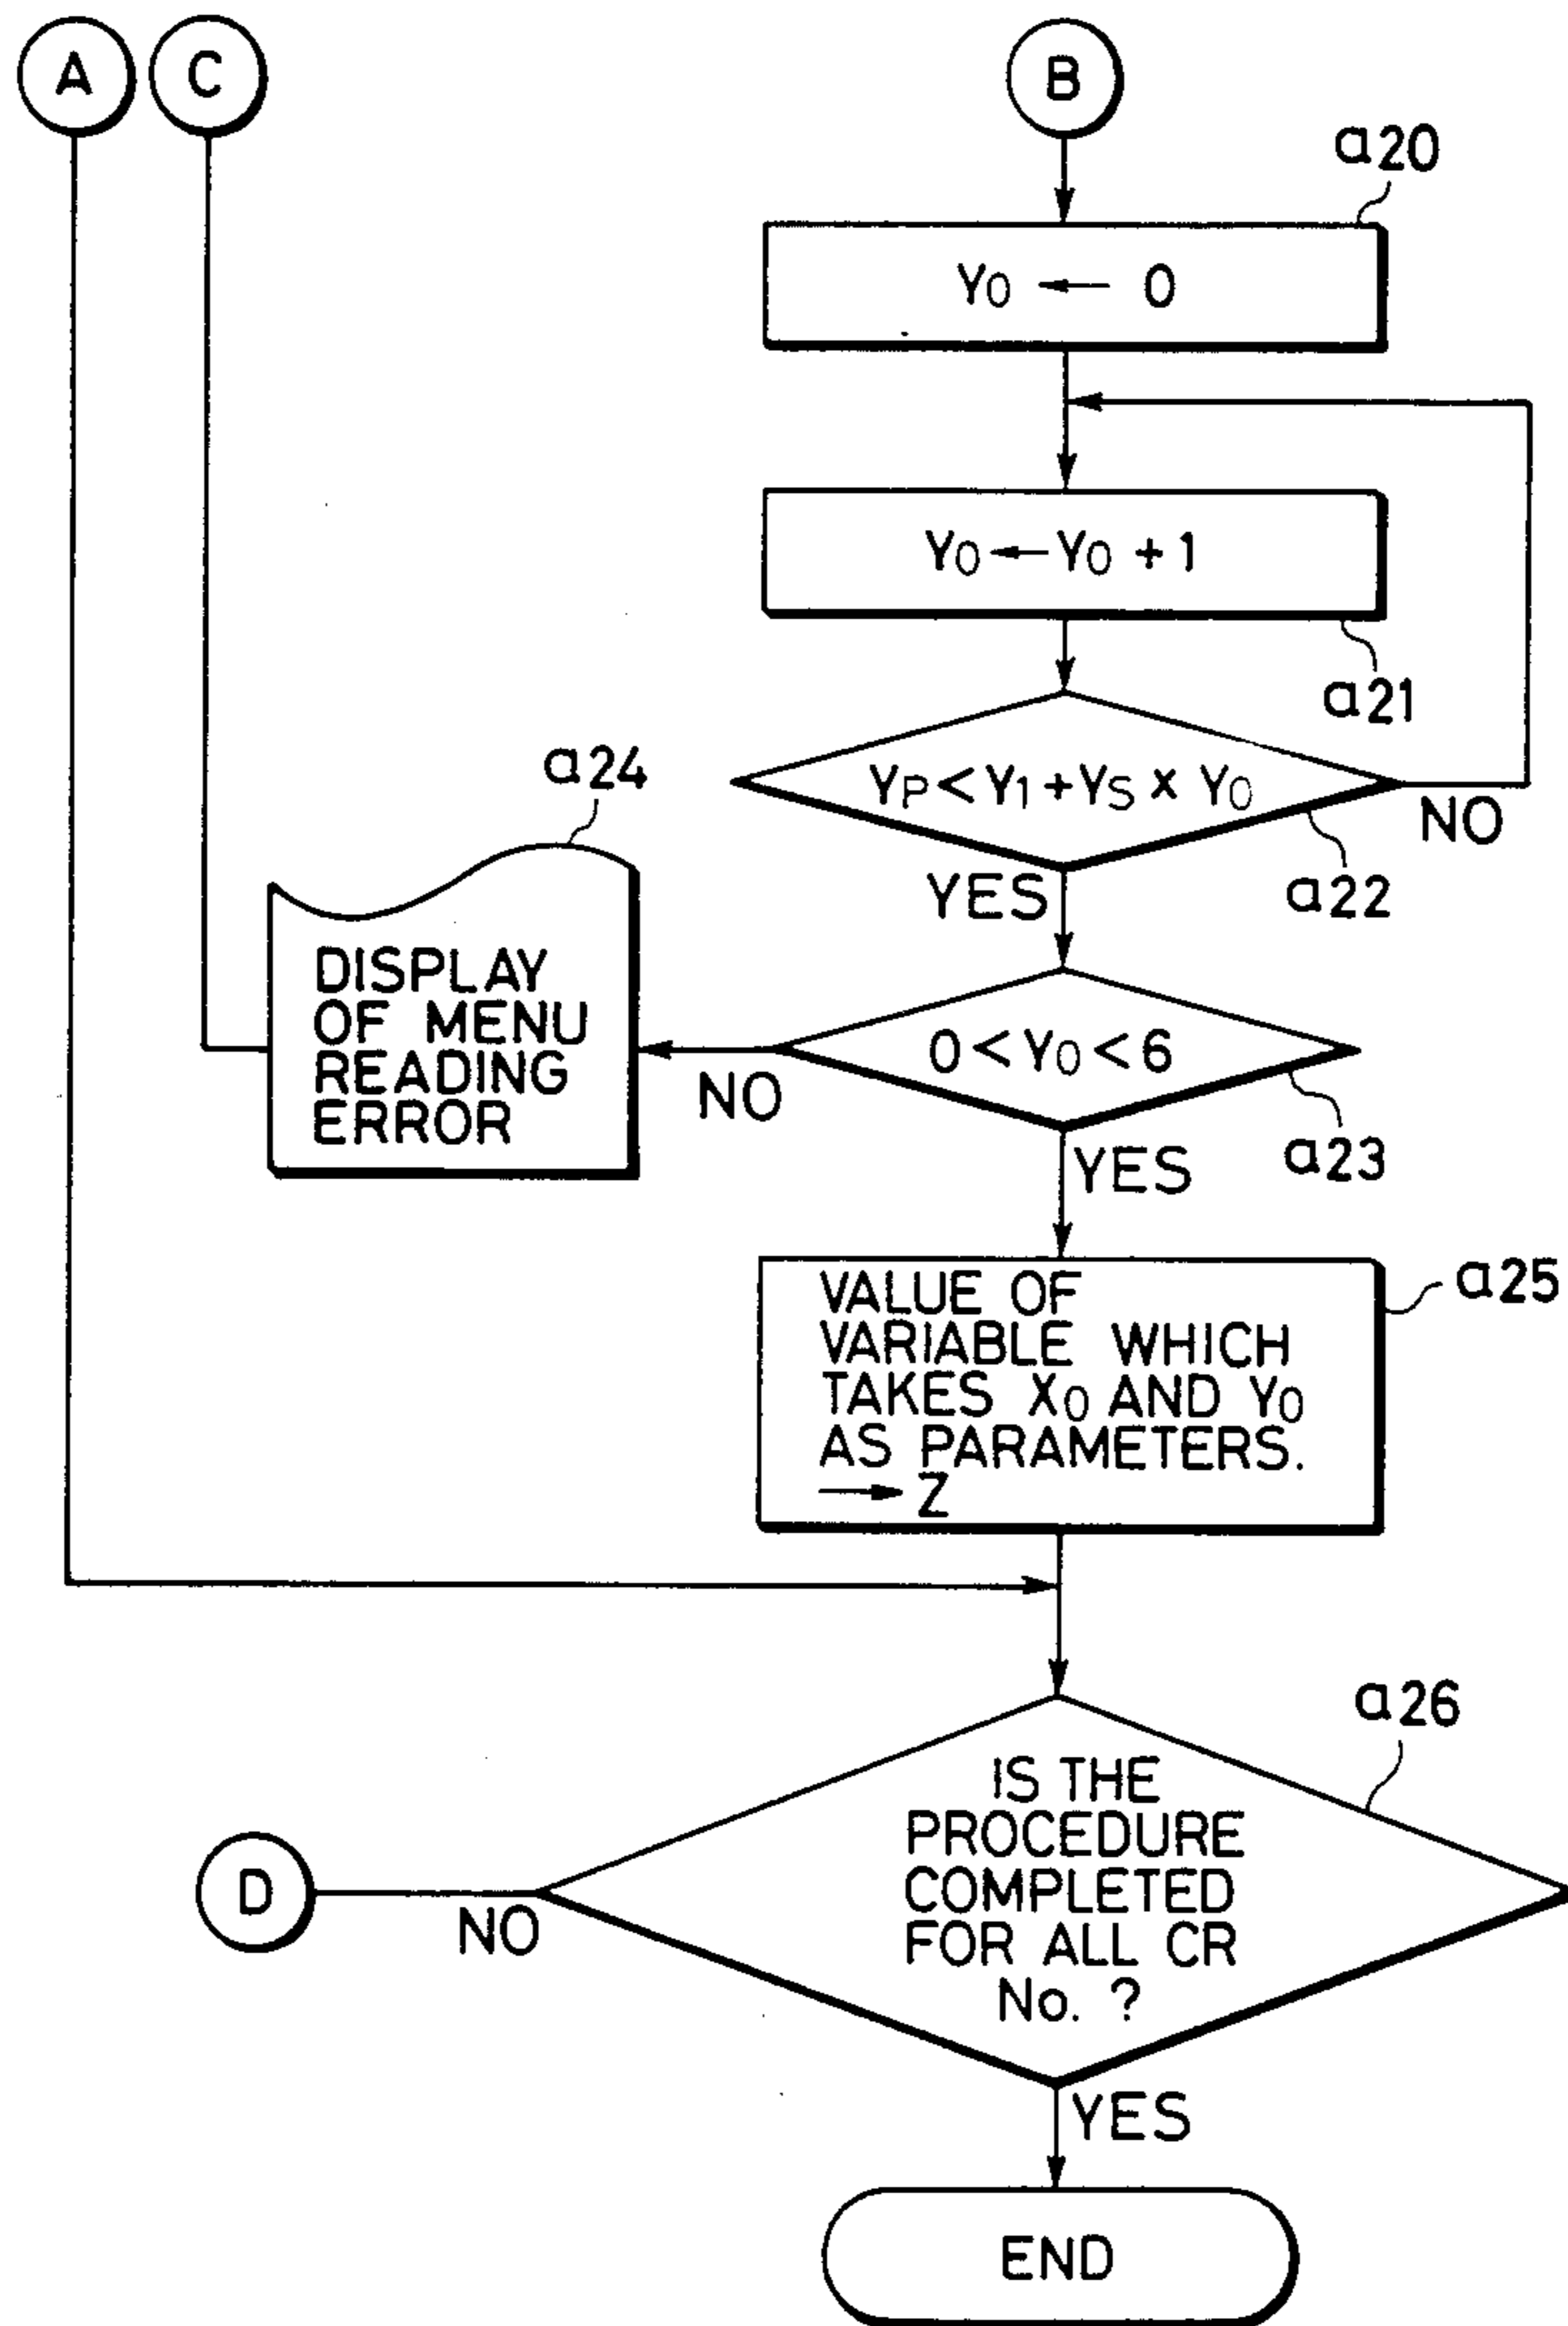 A
C
B
a20
Y0 ← 0
Y0 ← Y0 + 1
a21
YP < Y1 + YS x Y0
NO
a22
YES
a24
DISPLAY
OF MENU
READING
ERROR
0 < Y0 < 6
NO
a23
YES
a25
VALUE OF
VARIABLE WHICH
TAKES X0 AND Y0
AS PARAMETERS.
→ Z
a26
IS THE
PROCEDURE
COMPLETED
FOR ALL CR
No. ?
D
NO
YES
END